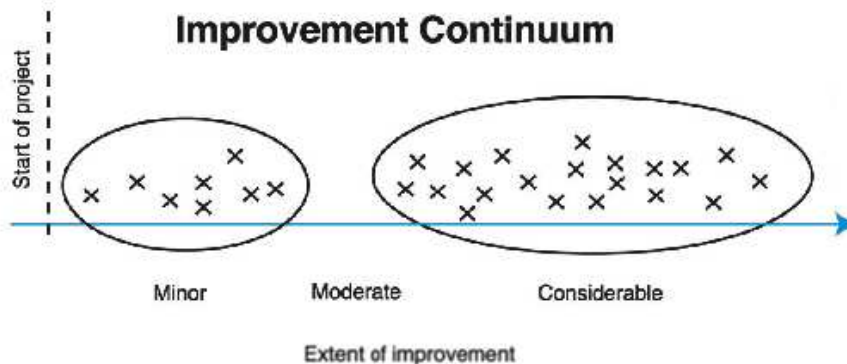 Improvement Continuum
Start of project
Minor
Moderate
Considerable
Extent of improvement